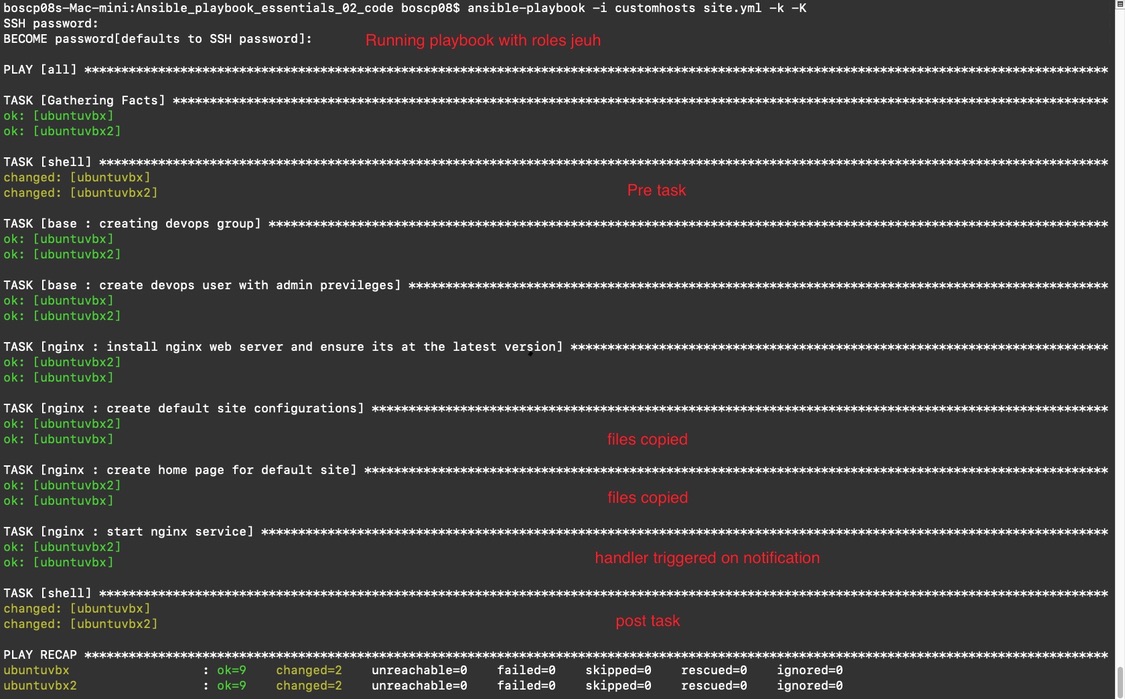 boscp08s-Mac-mini:Ansible_playbook_essentials_02_code boscp08$ ansible-playbook -i customhosts site.yml -k -K
SSH password:
BECOME password[defaults to SSH password]:
Running playbook with roles jeuh
PLAY [all] ********************************************************************************************************************************************
TASK [Gathering Facts] ********************************************************************************************************************************
ok: [ubuntuvbx]
ok: [ubuntuvbx2]
TASK [shell] ******************************************************************************************************************************************
changed: [ubuntuvbx]
changed: [ubuntuvbx2]
Pre task
TASK [base : creating devops group] *******************************************************************************************************************
ok: [ubuntuvbx]
ok: [ubuntuvbx2]
TASK [base : create devops user with admin previleges] ************************************************************************************************
ok: [ubuntuvbx]
ok: [ubuntuvbx2]
TASK [nginx : install nginx web server and ensure its at the latest version] **************************************************************************
ok: [ubuntuvbx2]
ok: [ubuntuvbx]
TASK [nginx : create default site configurations] *****************************************************************************************************
ok: [ubuntuvbx2]
ok: [ubuntuvbx]
files copied
TASK [nginx : create home page for default site] ******************************************************************************************************
ok: [ubuntuvbx2]
ok: [ubuntuvbx]
files copied
TASK [nginx : start nginx service] ********************************************************************************************************************
ok: [ubuntuvbx2]
ok: [ubuntuvbx]
handler triggered on notification
TASK [shell] ******************************************************************************************************************************************
changed: [ubuntuvbx]
changed: [ubuntuvbx2]
post task
PLAY RECAP ********************************************************************************************************************************************
ubuntuvbx                  : ok=9    changed=2    unreachable=0    failed=0    skipped=0    rescued=0    ignored=0
ubuntuvbx2                 : ok=9    changed=2    unreachable=0    failed=0    skipped=0    rescued=0    ignored=0